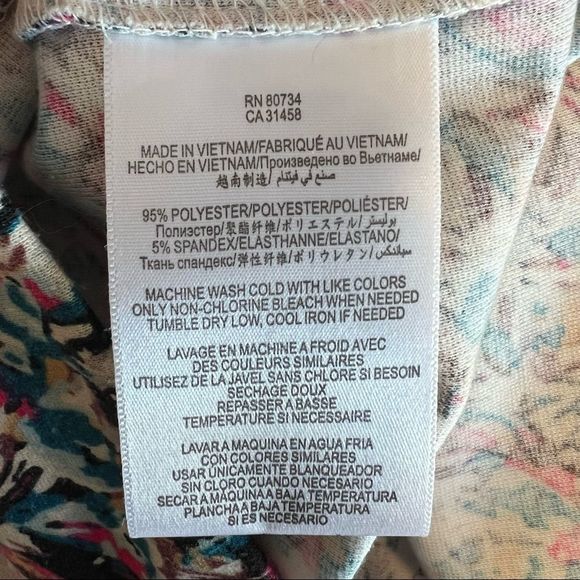 RN 80734
CA 31458
MADE IN VIETNAM/FABRIQUÉ AU VIETNAM/
HECHO EN VIETNAM/Произведено во Вьетнаме/
越南制造/ صنع في فيتنام/
95% POLYESTER/POLYESTER/POLIÉSTER/
Полиэстер/聚酯纤维/ポリエステル/بوليستر
5% SPANDEX/ELASTHANNE/ELASTANO/
Ткань спандекс/弹性纤维/ポリウレタン/سباندكس
MACHINE WASH COLD WITH LIKE COLORS
ONLY NON-CHLORINE BLEACH WHEN NEEDED
TUMBLE DRY LOW, COOL IRON IF NEEDED
LAVAGE EN MACHINE A FROID AVEC
DES COULEURS SIMILAIRES
UTILISEZ DE LA JAVEL SANS CHLORE SI BESOIN
SECHAGE DOUX
REPASSER A BASSE
TEMPERATURE SI NECESSAIRE
LAVAR A MAQUINA EN AGUA FRIA
CON COLORES SIMILARES
USAR ÚNICAMENTE BLANQUEADOR
SIN CLORO CUANDO NECESARIO
SECAR A MÁQUINA A BAJA TEMPERATURA
PLANCHA A BAJA TEMPERATURA
SI ES NECESARIO